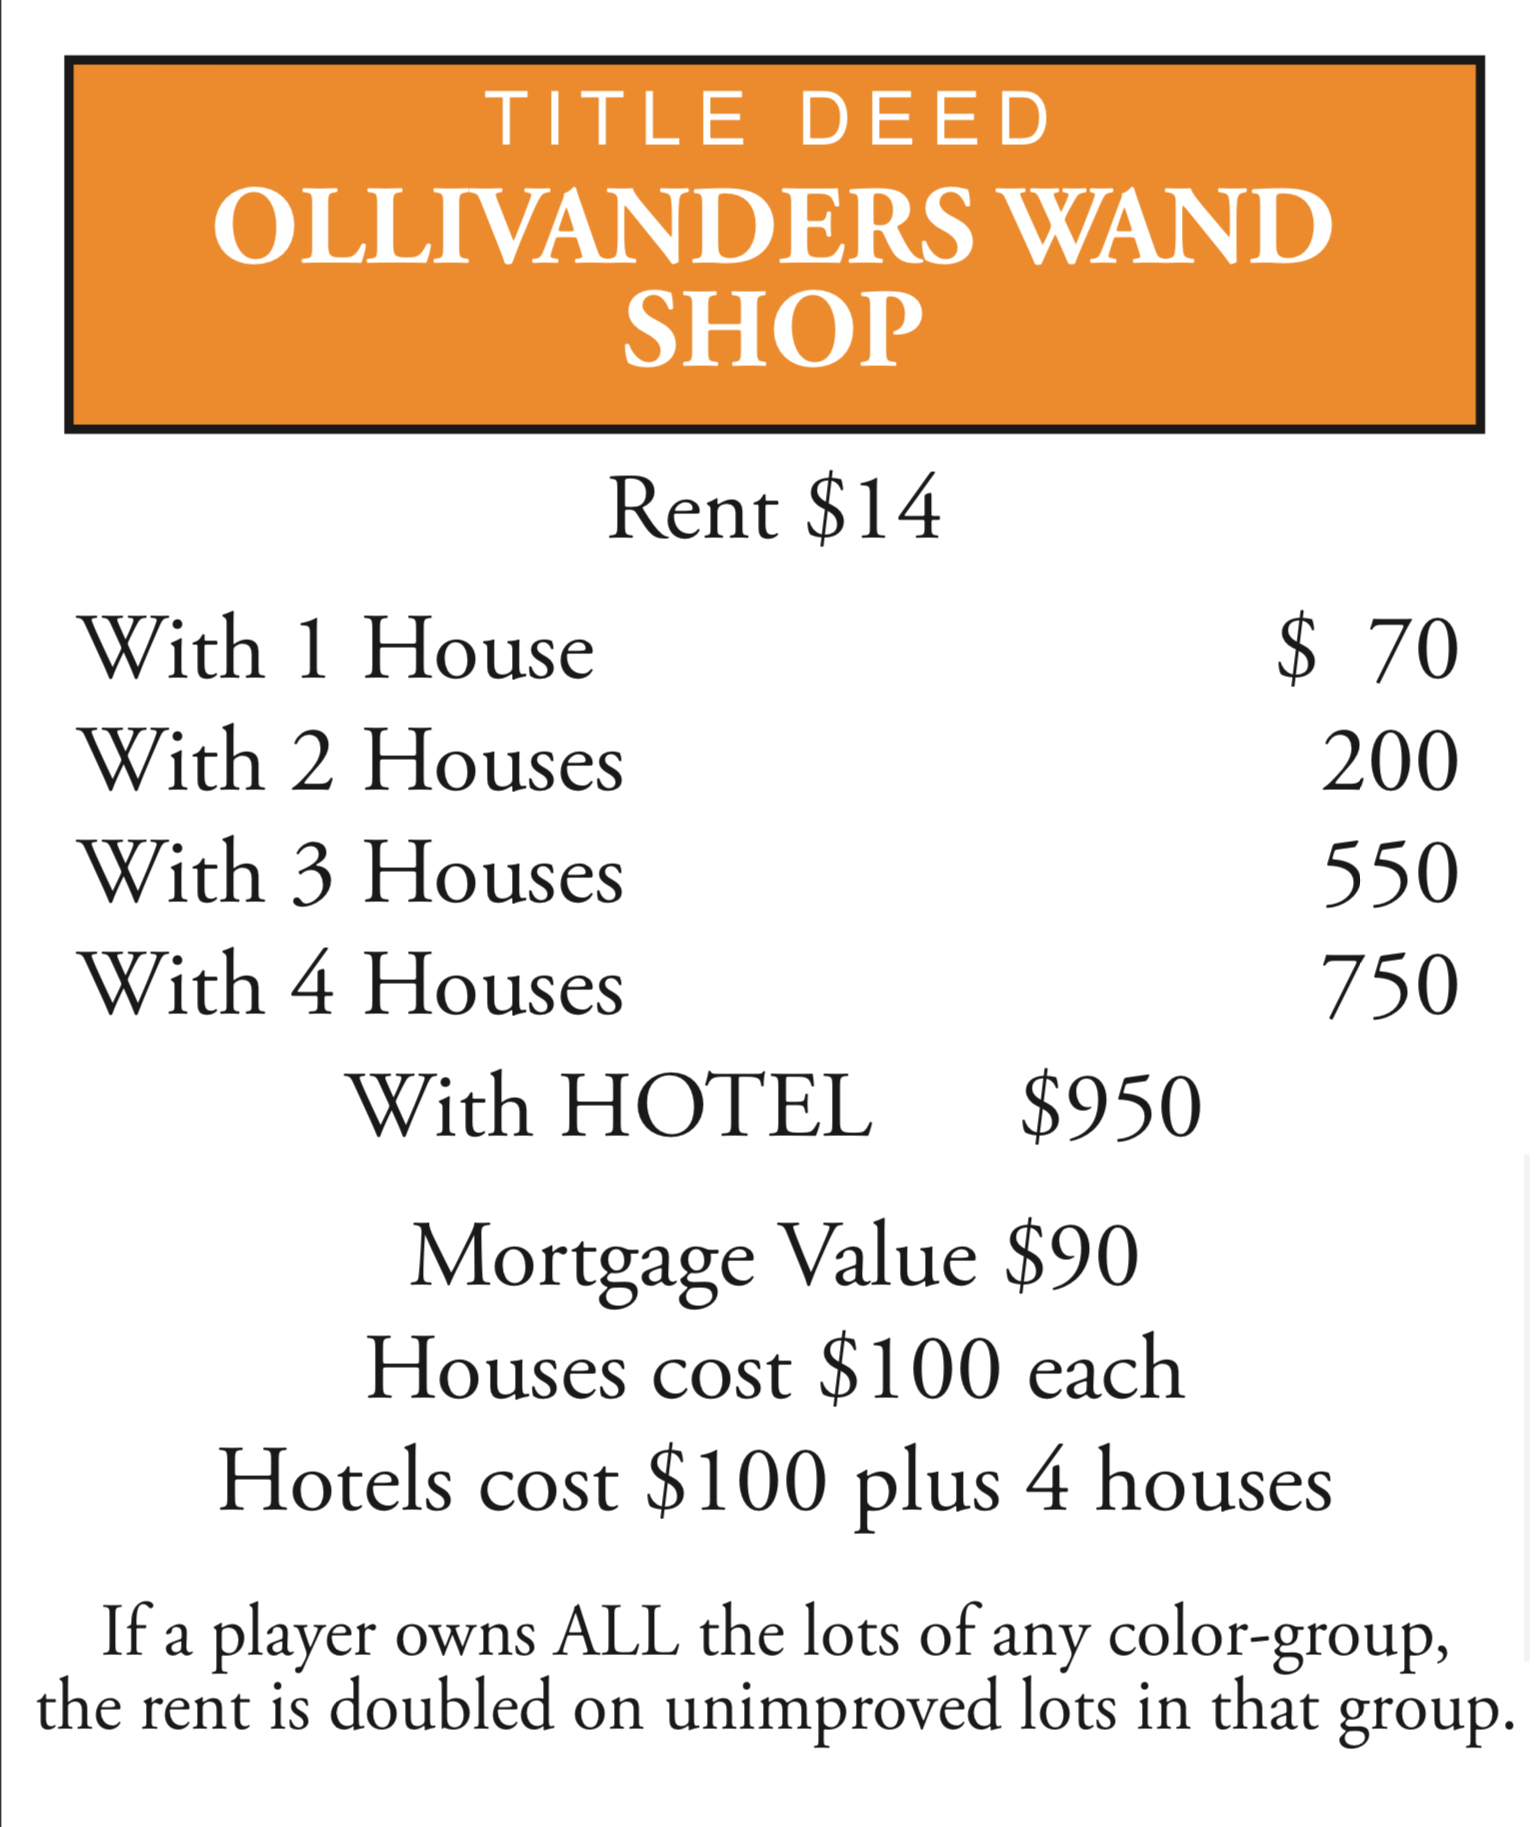 TITLE DEED
OLLIVANDERS WAND
SHOP
Rent $14
With 1 House $ 70
With 2 Houses 200
With 3 Houses 550
With 4 Houses 750
With HOTEL $950
Mortgage Value $90
Houses cost $100 each
Hotels cost $100 plus 4 houses
If a player owns ALL the lots of any color-group,
the rent is doubled on unimproved lots in that group.